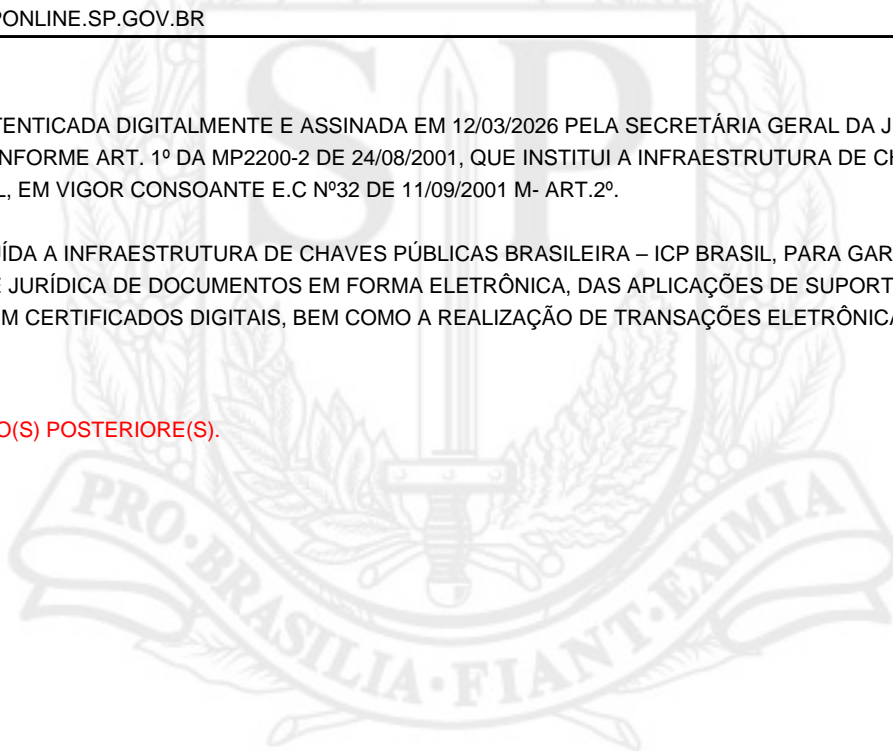 PONLINE.SP.GOV.BR
TENTICADA DIGITALMENTE E ASSINADA EM 12/03/2026 PELA SECRETÁRIA GERAL DA J
NFORME ART. 1º DA MP2200-2 DE 24/08/2001, QUE INSTITUI A INFRAESTRUTURA DE CH
L, EM VIGOR CONSOANTE E.C Nº32 DE 11/09/2001 M- ART.2º.
UÍDA A INFRAESTRUTURA DE CHAVES PÚBLICAS BRASILEIRA – ICP BRASIL, PARA GAR
E JURÍDICA DE DOCUMENTOS EM FORMA ELETRÔNICA, DAS APLICAÇÕES DE SUPORT
EM CERTIFICADOS DIGITAIS, BEM COMO A REALIZAÇÃO DE TRANSAÇÕES ELETRÔNICA
O(S) POSTERIORE(S).
SP
PRO·BRASILIA·FIANT·EXIMIA